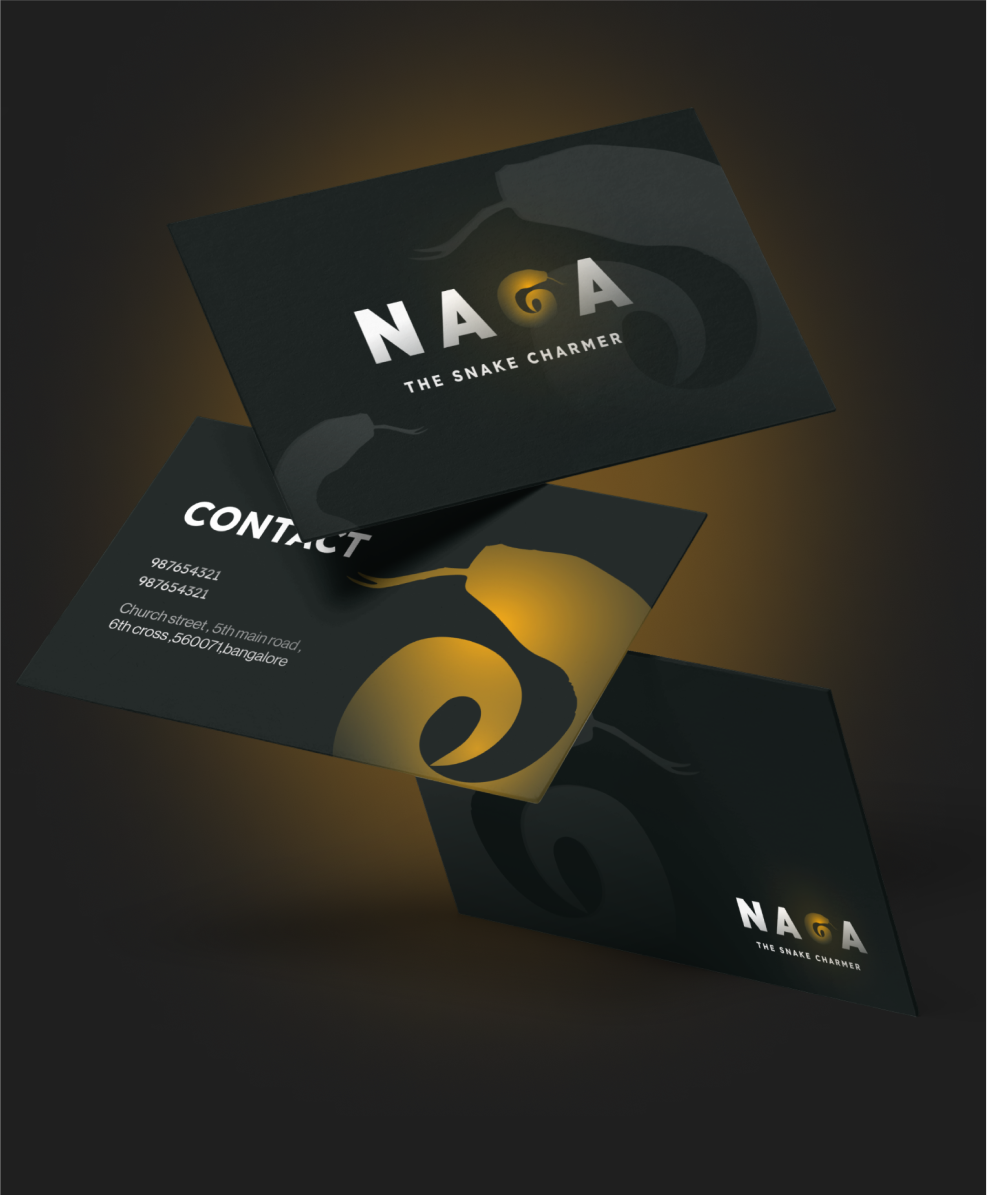 NAGA
THE SNAKE CHARMER
CONTACT
987654321
987654321
Church street, 5th main road,
6th cross,560071,bangalore
NAGA
THE SNAKE CHARMER